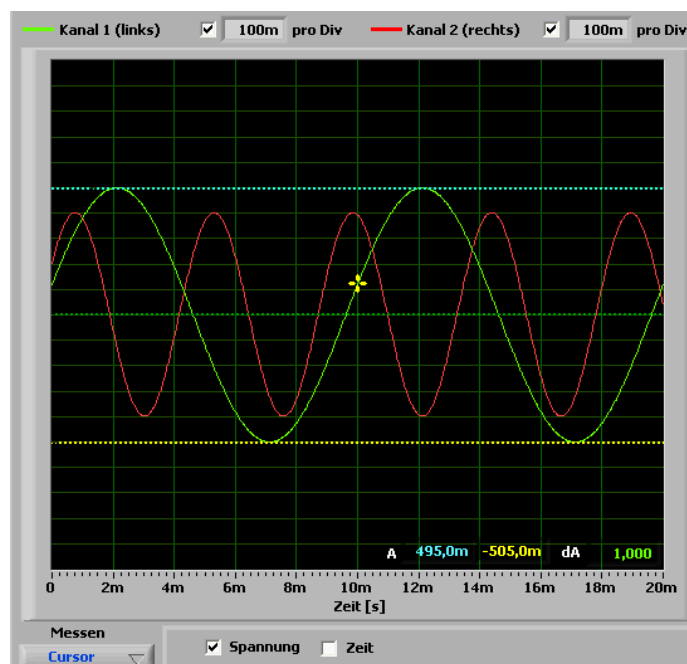 Kanal 1 (links) 100m pro Div Kanal 2 (rechts) 100m pro Div
A 495,0m -505,0m dA 1,000
0 2m 4m 6m 8m 10m 12m 14m 16m 18m 20m
Zeit [s]
Messen
Cursor
Spannung Zeit